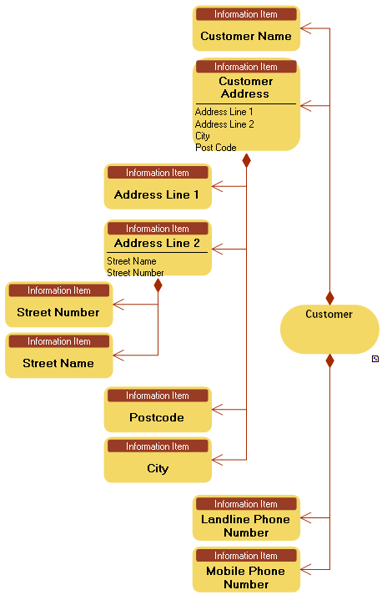 Information Item
Customer Name
Information Item
Customer
Address
Address Line 1
Address Line 2
City
Post Code
Information Item
Address Line 1
Information Item
Address Line 2
Street Name
Street Number
Information Item
Street Number
Customer
Information Item
Street Name
Information Item
Postcode
Information Item
City
Information Item
Landline Phone
Number
Information Item
Mobile Phone
Number